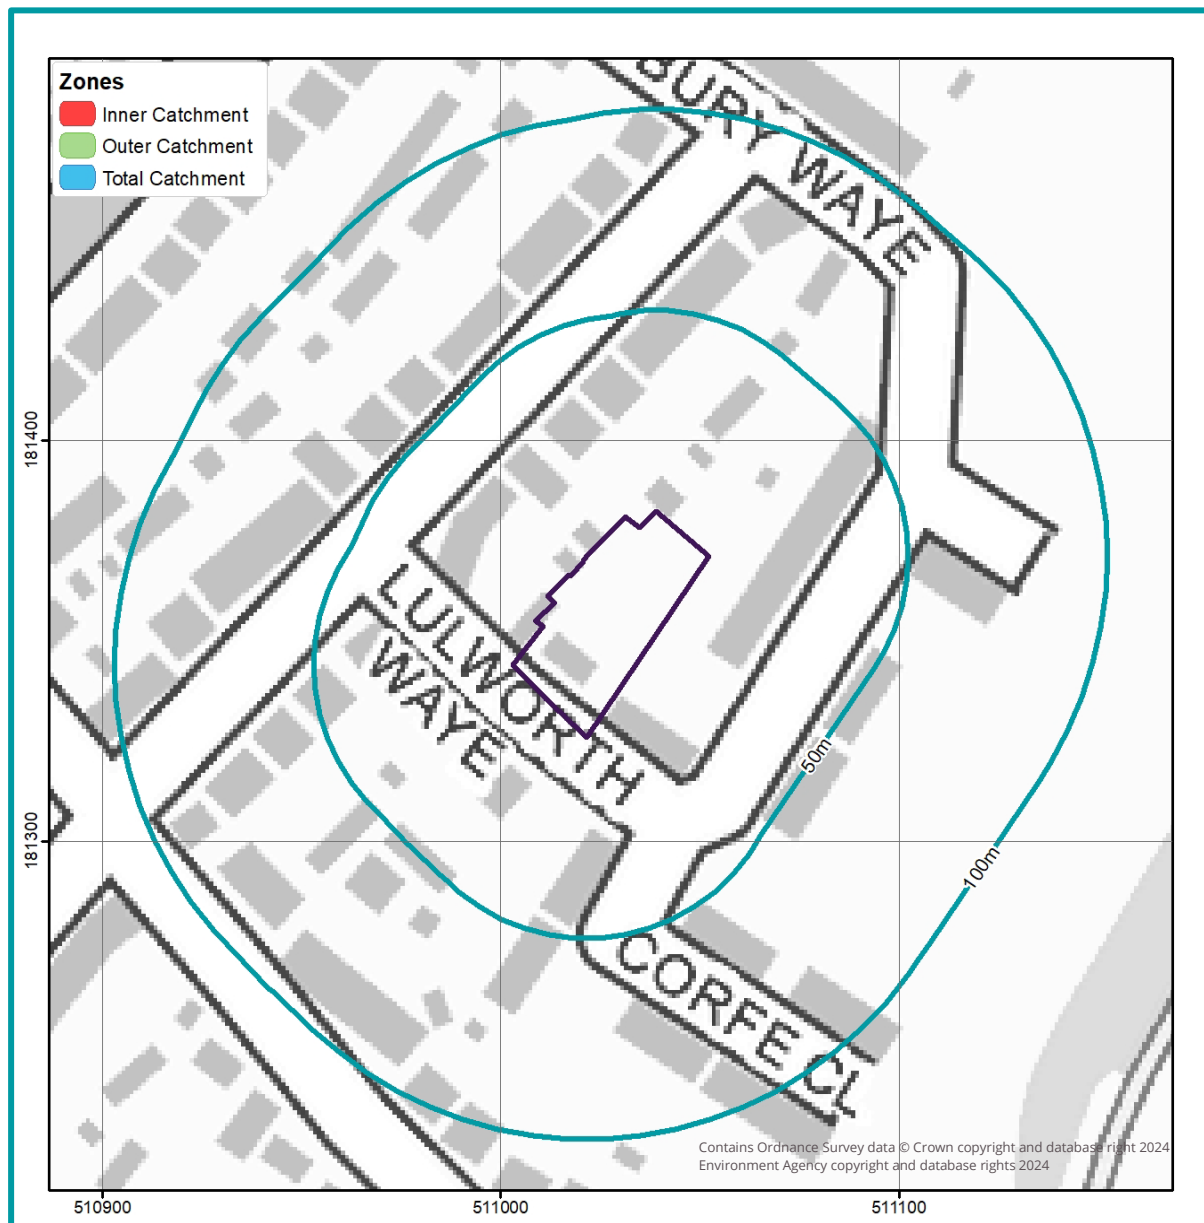 Zones
Inner Catchment
Outer Catchment
Total Catchment
BURY WAYE
LULWORTH
WAYE
50m
100m
CORFE CL
181400
181300
Contains Ordnance Survey data © Crown copyright and database right 2024
Environment Agency copyright and database rights 2024
510900
511000
511100